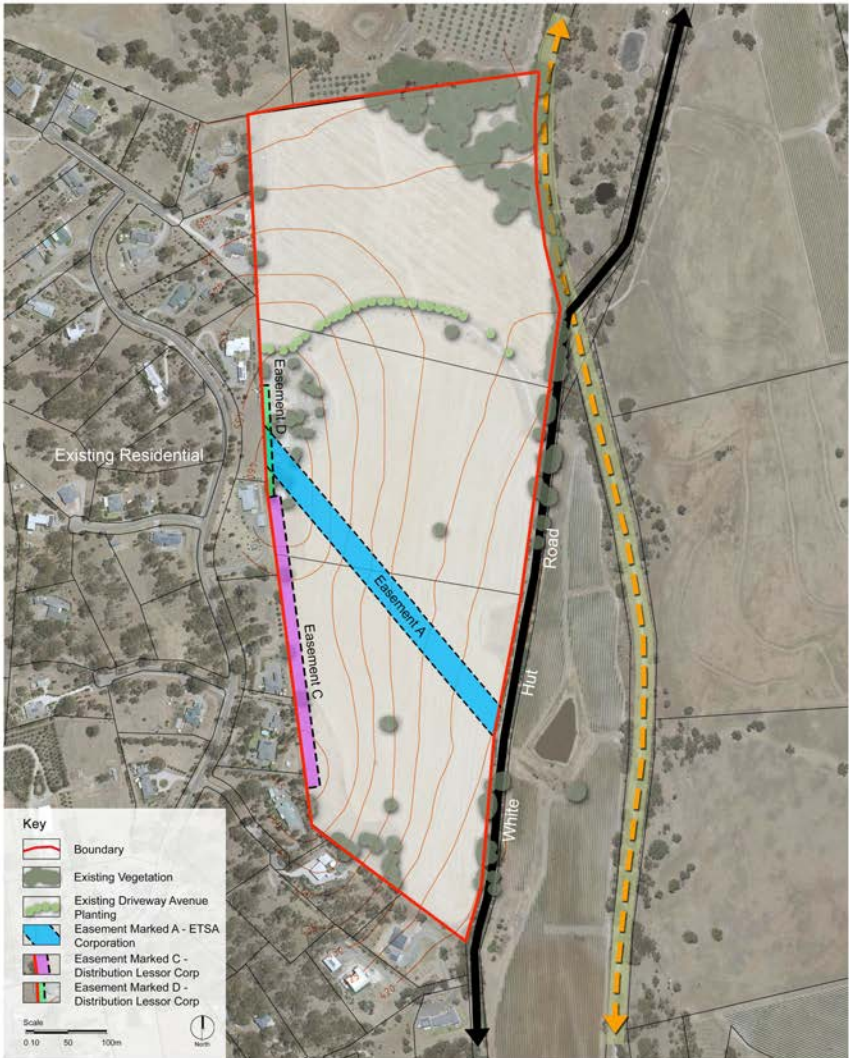 Easement D
Existing Residential
Easement A
Easement C
Road
Hut
White
Key
Boundary
Existing Vegetation
Existing Driveway Avenue
Planting
Easement Marked A - ETSA
Corporation
Easement Marked C -
Distribution Lessor Corp
Easement Marked D -
Distribution Lessor Corp
Scale
0 10 50 100m
North
420